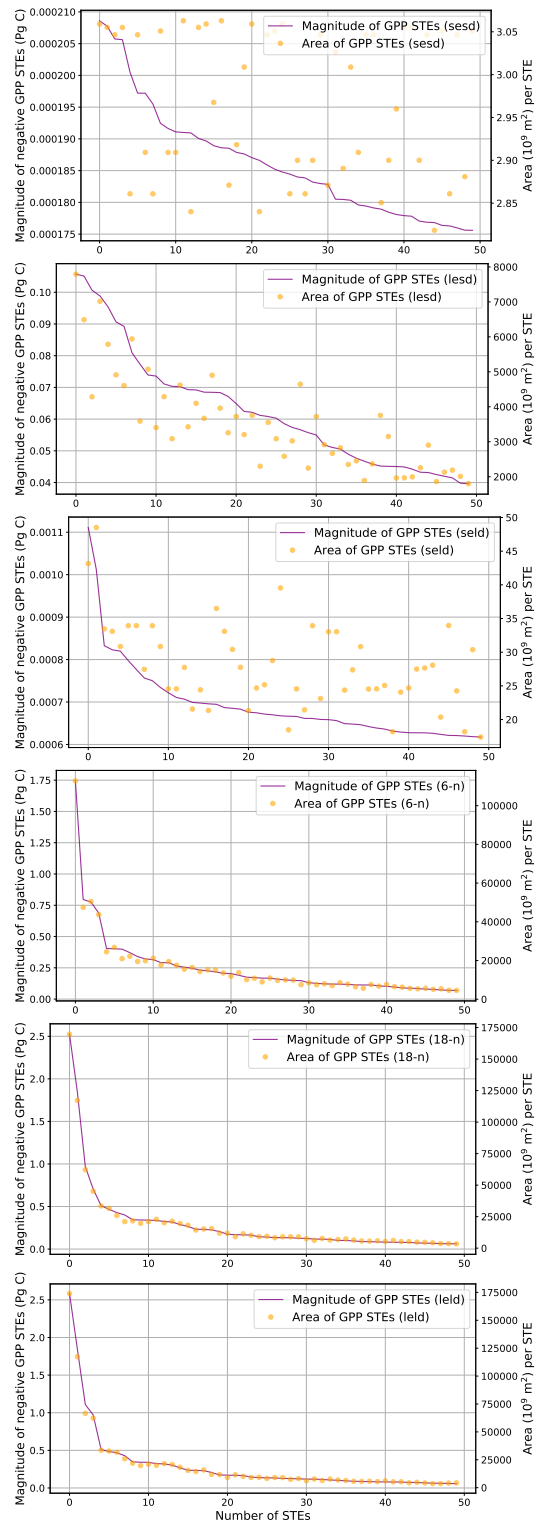 Magnitude of negative GPP STEs (Pg C)
0.000210
0.000205
0.000200
0.000195
0.000190
0.000185
0.000180
0.000175
Magnitude of GPP STEs (sesd)
Area of GPP STEs (sesd)
3.05
3.00
2.95
2.90
2.85
Area (10⁹ m²) per STE
0 10 20 30 40 50
Magnitude of negative GPP STEs (Pg C)
0.10
0.09
0.08
0.07
0.06
0.05
0.04
Magnitude of GPP STEs (lesd)
Area of GPP STEs (lesd)
8000
7000
6000
5000
4000
3000
2000
Area (10⁹ m²) per STE
0 10 20 30 40 50
Magnitude of negative GPP STEs (Pg C)
0.0011
0.0010
0.0009
0.0008
0.0007
0.0006
Magnitude of GPP STEs (seld)
Area of GPP STEs (seld)
50
45
40
35
30
25
20
Area (10⁹ m²) per STE
0 10 20 30 40 50
Magnitude of negative GPP STEs (Pg C)
1.75
1.50
1.25
1.00
0.75
0.50
0.25
0.00
Magnitude of GPP STEs (6-n)
Area of GPP STEs (6-n)
100000
80000
60000
40000
20000
0
Area (10⁹ m²) per STE
0 10 20 30 40 50
Magnitude of negative GPP STEs (Pg C)
2.5
2.0
1.5
1.0
0.5
0.0
Magnitude of GPP STEs (18-n)
Area of GPP STEs (18-n)
175000
150000
125000
100000
75000
50000
25000
0
Area (10⁹ m²) per STE
0 10 20 30 40 50
Magnitude of negative GPP STEs (Pg C)
2.5
2.0
1.5
1.0
0.5
0.0
Magnitude of GPP STEs (leld)
Area of GPP STEs (leld)
175000
150000
125000
100000
75000
50000
25000
0
Area (10⁹ m²) per STE
0 10 20 30 40 50
Number of STEs